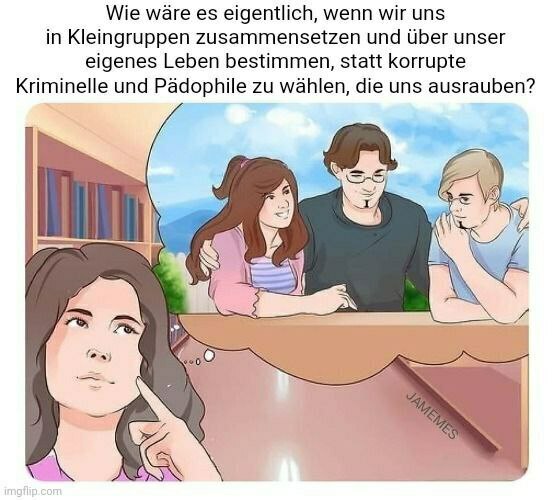 Wie wäre es eigentlich, wenn wir uns
in Kleingruppen zusammensetzen und über unser
eigenes Leben bestimmen, statt korrupte
Kriminelle und Pädophile zu wählen, die uns ausrauben?
JAMEMES
imgflip.com